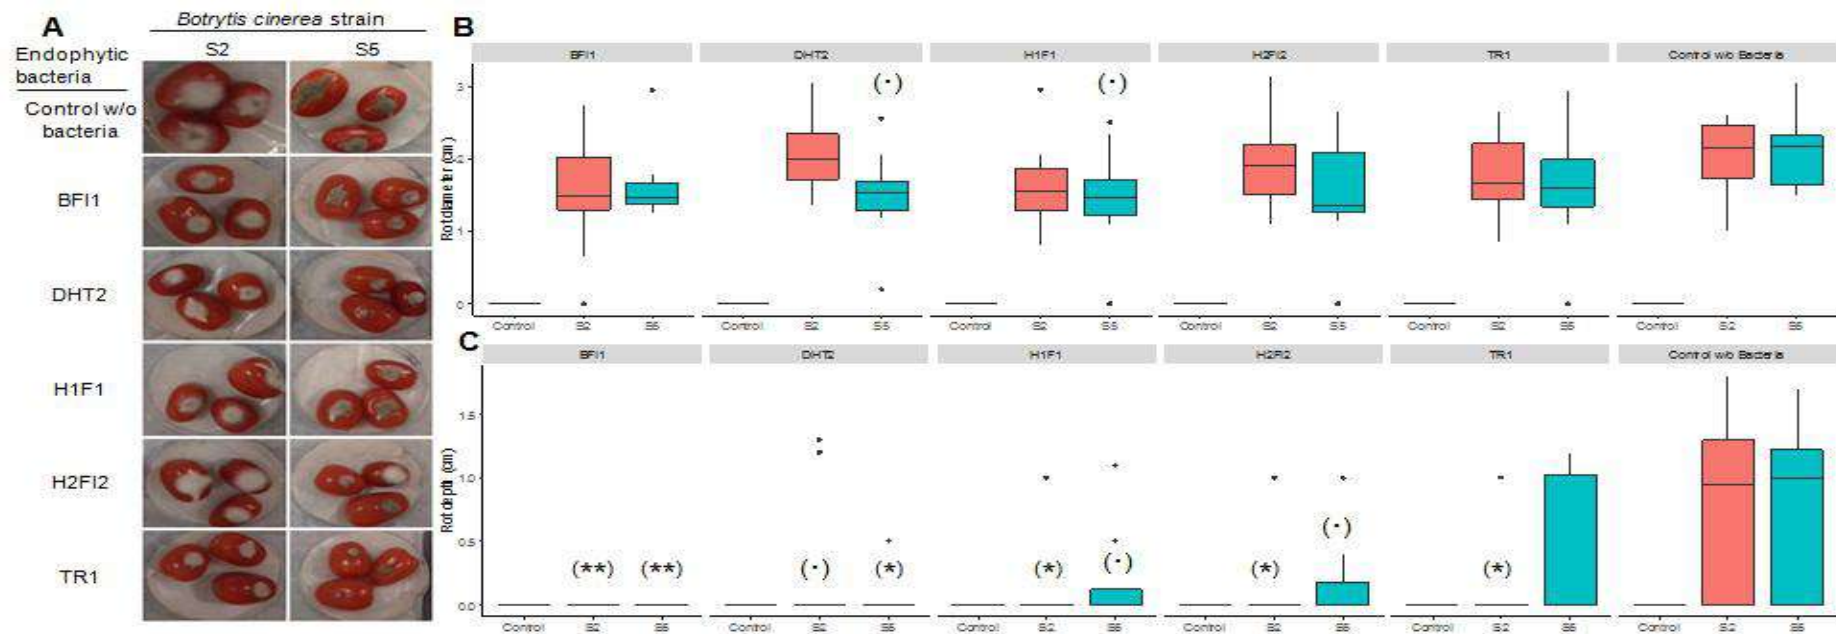 A
Botrytis cinerea strain
S2 S5
Endophytic
bacteria
Control w/o
bacteria
BFI1
DHT2
H1F1
H2FI2
TR1
B
BFI1 DHT2 H1F1 H2FI2 TR1 Control w/o Bacteria
Rot diameter (cm)
3
2
1
0
(·) (·)
Control S2 S5 Control S2 S5 Control S2 S5 Control S2 S5 Control S2 S5 Control S2 S5
C
BFI1 DHT2 H1F1 H2FI2 TR1 Control w/o Bacteria
Rot depth (cm)
1.5
1.0
0.5
0.0
(**) (**) (·) (*) (*) (·) (*) (·) (*)
Control S2 S5 Control S2 S5 Control S2 S5 Control S2 S5 Control S2 S5 Control S2 S5